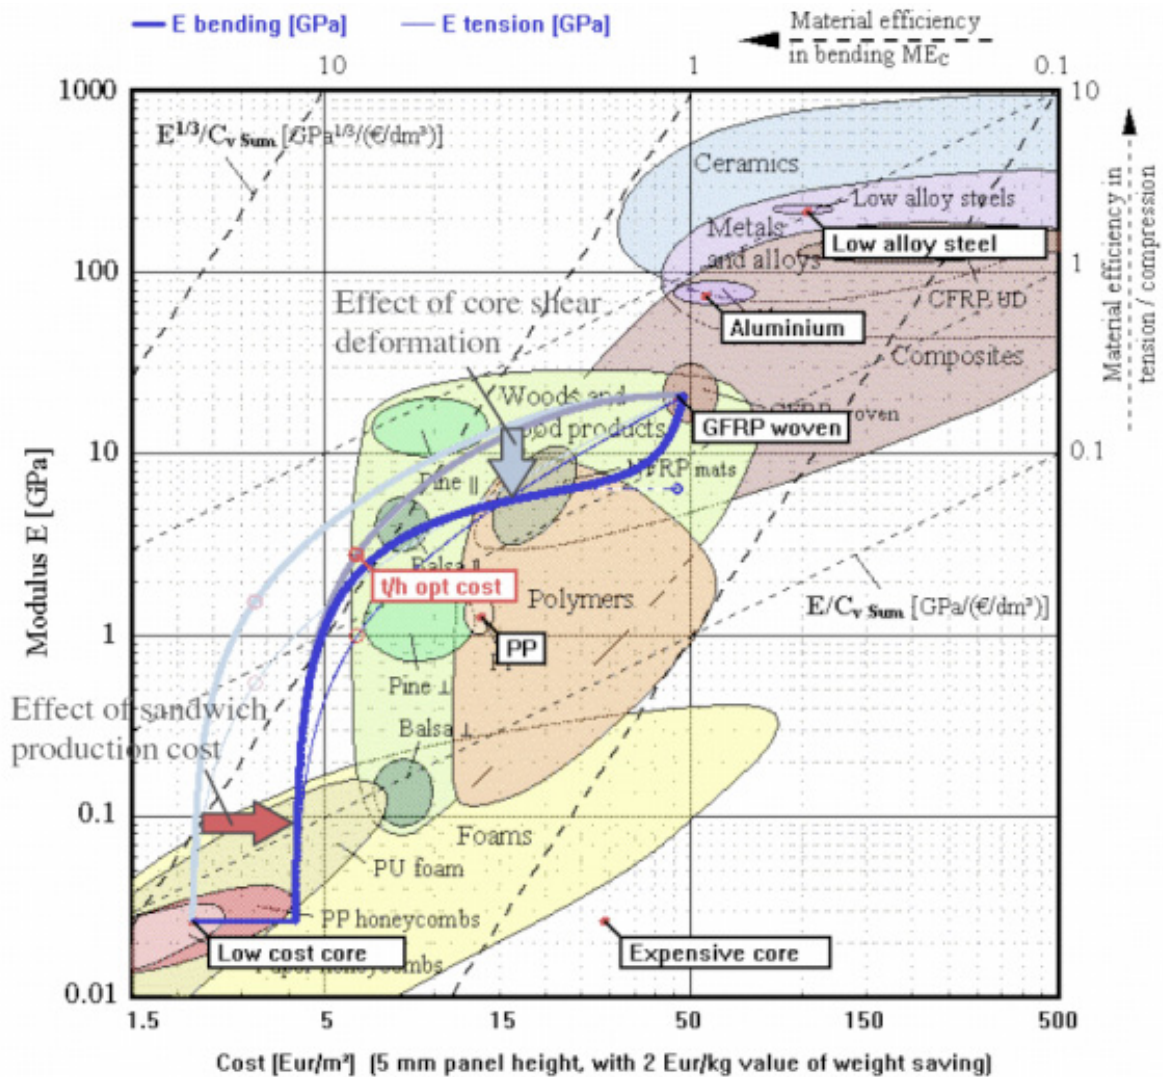 E bending [GPa]
E tension [GPa]
Material efficiency
in bending MEC
10
1
0.1
1000
100
10
1
0.1
0.01
Modulus E [GPa]
E1/3/Cv Sum [GPa1/3/(€/dm³)]
Ceramics
Low alloy steels
Metals
and alloys
Low alloy steel
CFRP UD
Aluminium
Composites
Effect of core shear
deformation
Woods and
wood products
GFRP woven
GFRP mats
Pine ||
Balsa ||
t/h opt cost
Polymers
E/Cv Sum [GPa/(€/dm³)]
PP
Pine ⊥
Balsa ⊥
Effect of sandwich
production cost
Foams
PU foam
PP honeycombs
Low cost core
Paper honeycombs
Expensive core
10
1
0.1
Material efficiency in
tension / compression
1.5
5
15
50
150
500
Cost [Eur/m²] (5 mm panel height, with 2 Eur/kg value of weight saving)